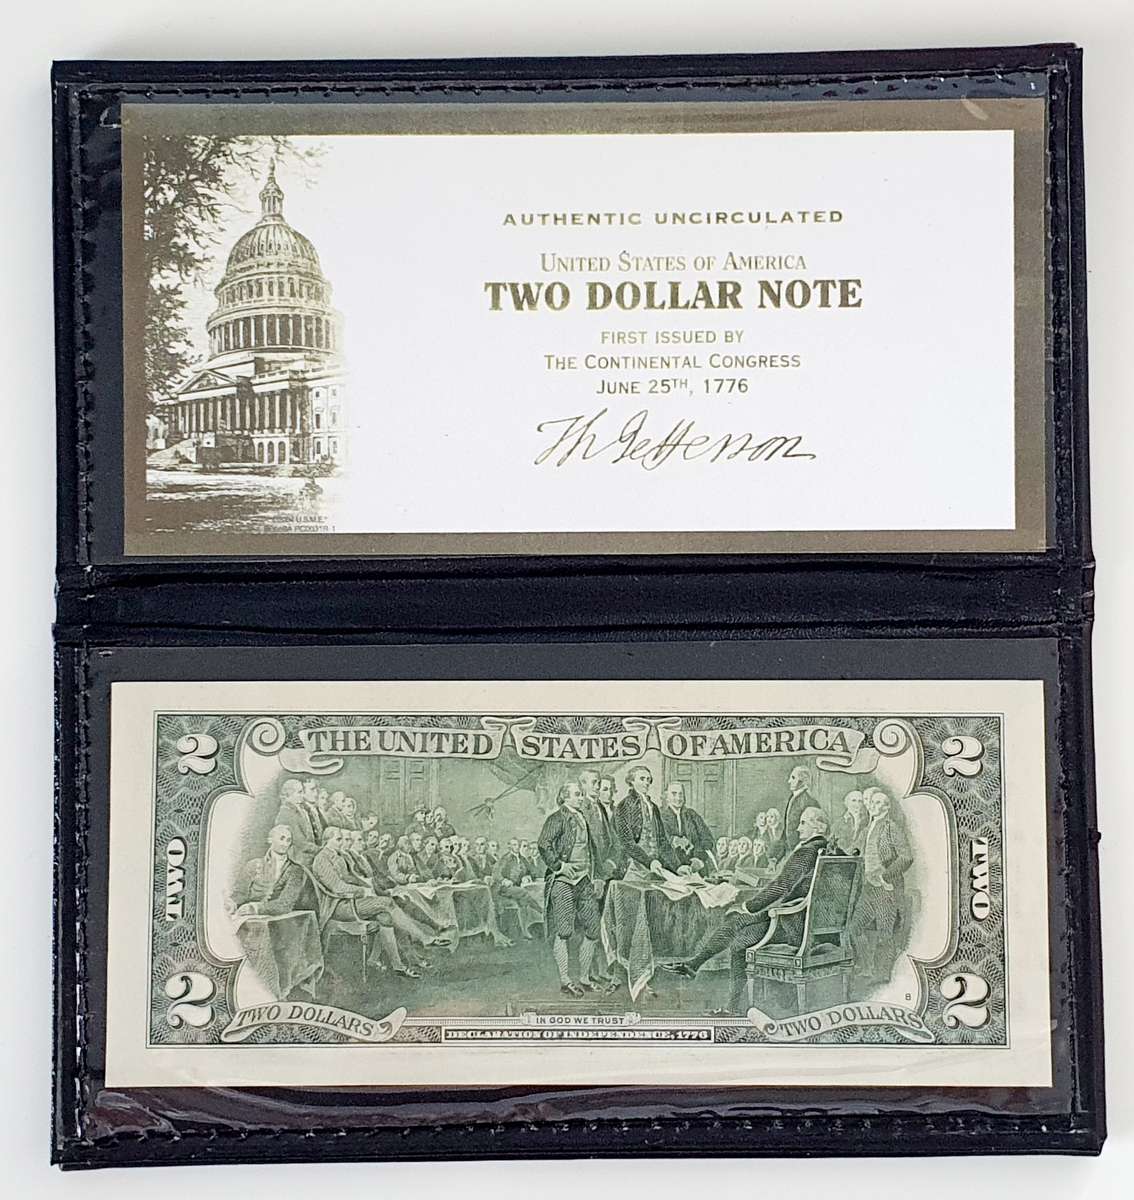 AUTHENTIC UNCIRCULATED
UNITED STATES OF AMERICA
TWO DOLLAR NOTE
FIRST ISSUED BY
THE CONTINENTAL CONGRESS
JUNE 25TH, 1776
Th Jefferson
U.S.M.E.
2 THE UNITED STATES OF AMERICA 2
TWO TWO
B
2 TWO DOLLARS IN GOD WE TRUST TWO DOLLARS 2
DECLARATION OF INDEPENDENCE, 1776